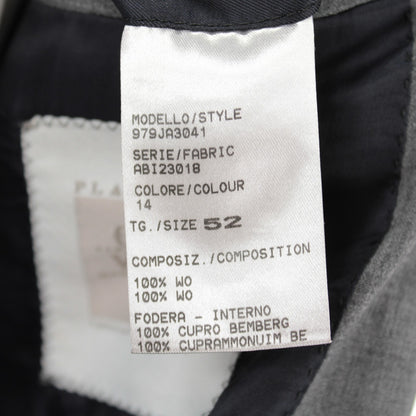 MODELLO/STYLE
979JA3041
SERIE/FABRIC
ABI23018
COLORE/COLOUR
14
TG./SIZE 52
COMPOSIZ./COMPOSITION
100% WO
100% WO
FODERA - INTERNO
100% CUPRO BEMBERG
100% CUPRAMMONUIM BE